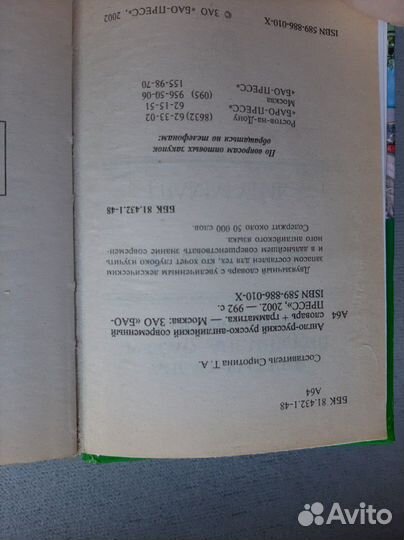 ББК 81.432.1-48
А64
Составитель Сиротина Т. А.
Англо-русский русско-английский современный
А64 словарь + грамматика. — Москва: ЗАО «БАО-
ПРЕСС», 2002. — 992 с.
ISBN 589-886-010-X
Двуязычный словарь с увеличенным лексическим
запасом составлен для тех, кто хочет глубоко изучить
и в дальнейшем совершенствовать знание современ-
ного английского языка.
Содержит около 50 000 слов.
ББК 81.432.1-48
По вопросам оптовых закупок
обращаться по телефонам:
Ростов-на-Дону (8632) 62-33-02
«БАРО-ПРЕСС» 62-15-51
Москва (095) 956-50-06
«БАО-ПРЕСС» 155-98-70
ISBN 589-886-010-X
© ЗАО «БАО-ПРЕСС», 2002
Avito